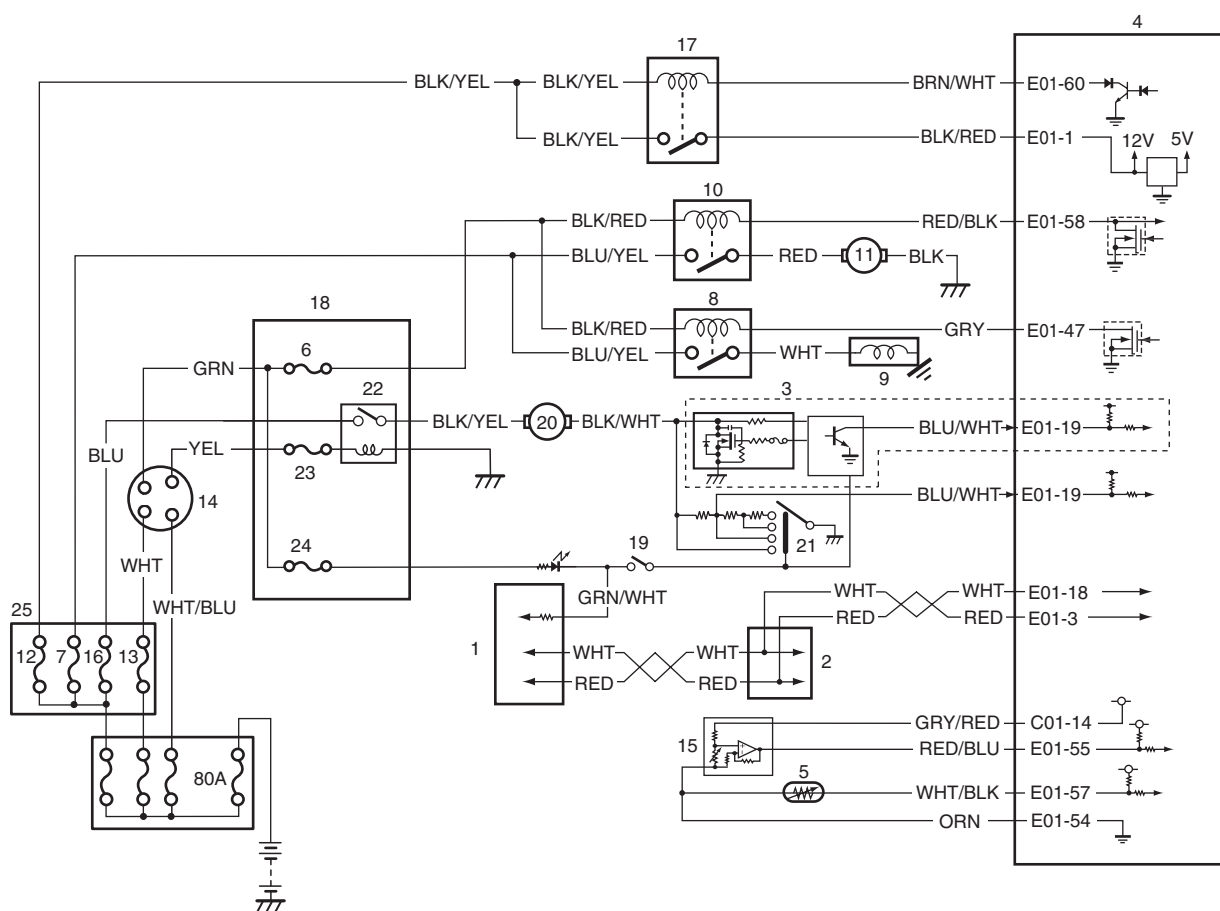 4
17
BLK/YEL BLK/YEL BRN/WHT E01-60
BLK/YEL BLK/RED E01-1
12V 5V
10
BLK/RED RED/BLK E01-58
BLU/YEL RED 11 BLK
18
8
BLK/RED GRY E01-47
BLU/YEL WHT
6
GRN
9
22
3
BLK/YEL 20 BLK/WHT
BLU/WHT E01-19
BLU YEL
23
14
BLU/WHT E01-19
WHT
24
19
21
WHT/BLU
GRN/WHT
WHT WHT E01-18
25
RED RED E01-3
12 7 16 13
1
WHT WHT
2
RED RED
GRY/RED C01-14
15
RED/BLU E01-55
80A
5
WHT/BLK E01-57
ORN E01-54